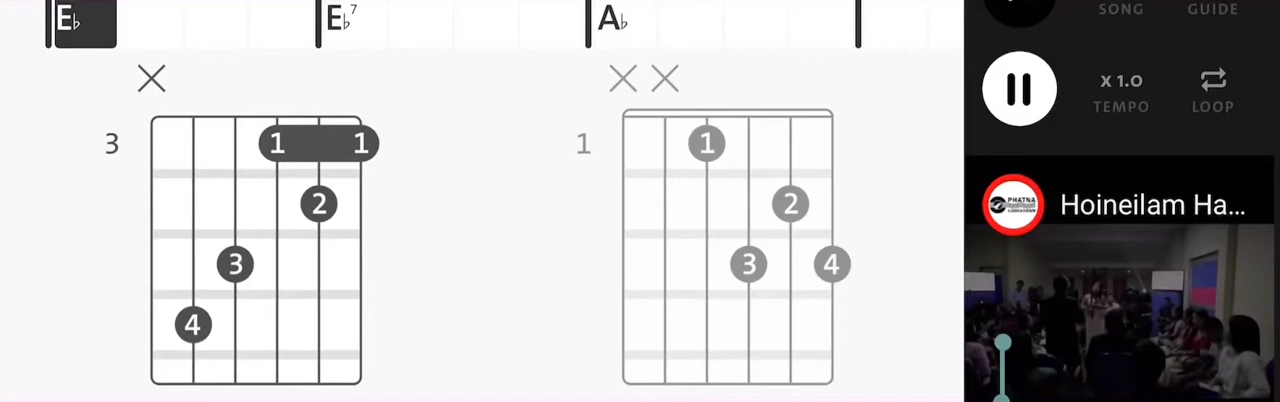 E♭ E♭7 A♭
SONG GUIDE
X 1.0
TEMPO LOOP
3 1 1 1 1
2 2
3 3 4
4
PHATNA
Hoineilam Ha...